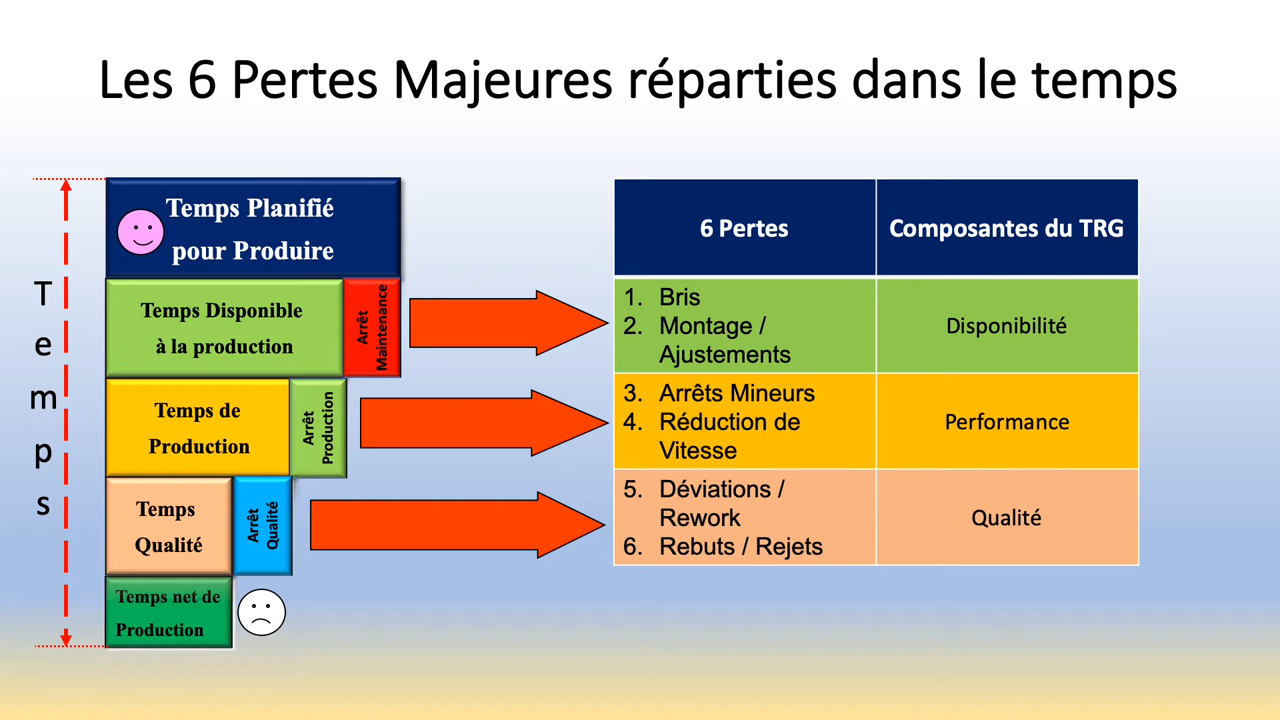 Les 6 Pertes Majeures réparties dans le temps
Temps
Temps Planifié
pour Produire
Temps Disponible
à la production
Arrêt
Maintenance
Temps de
Production
Arrêt
Production
Temps
Qualité
Arrêt
Qualité
Temps net de
Production
6 Pertes
Composantes du TRG
1. Bris
2. Montage /
Ajustements
Disponibilité
3. Arrêts Mineurs
4. Réduction de
Vitesse
Performance
5. Déviations /
Rework
6. Rebuts / Rejets
Qualité